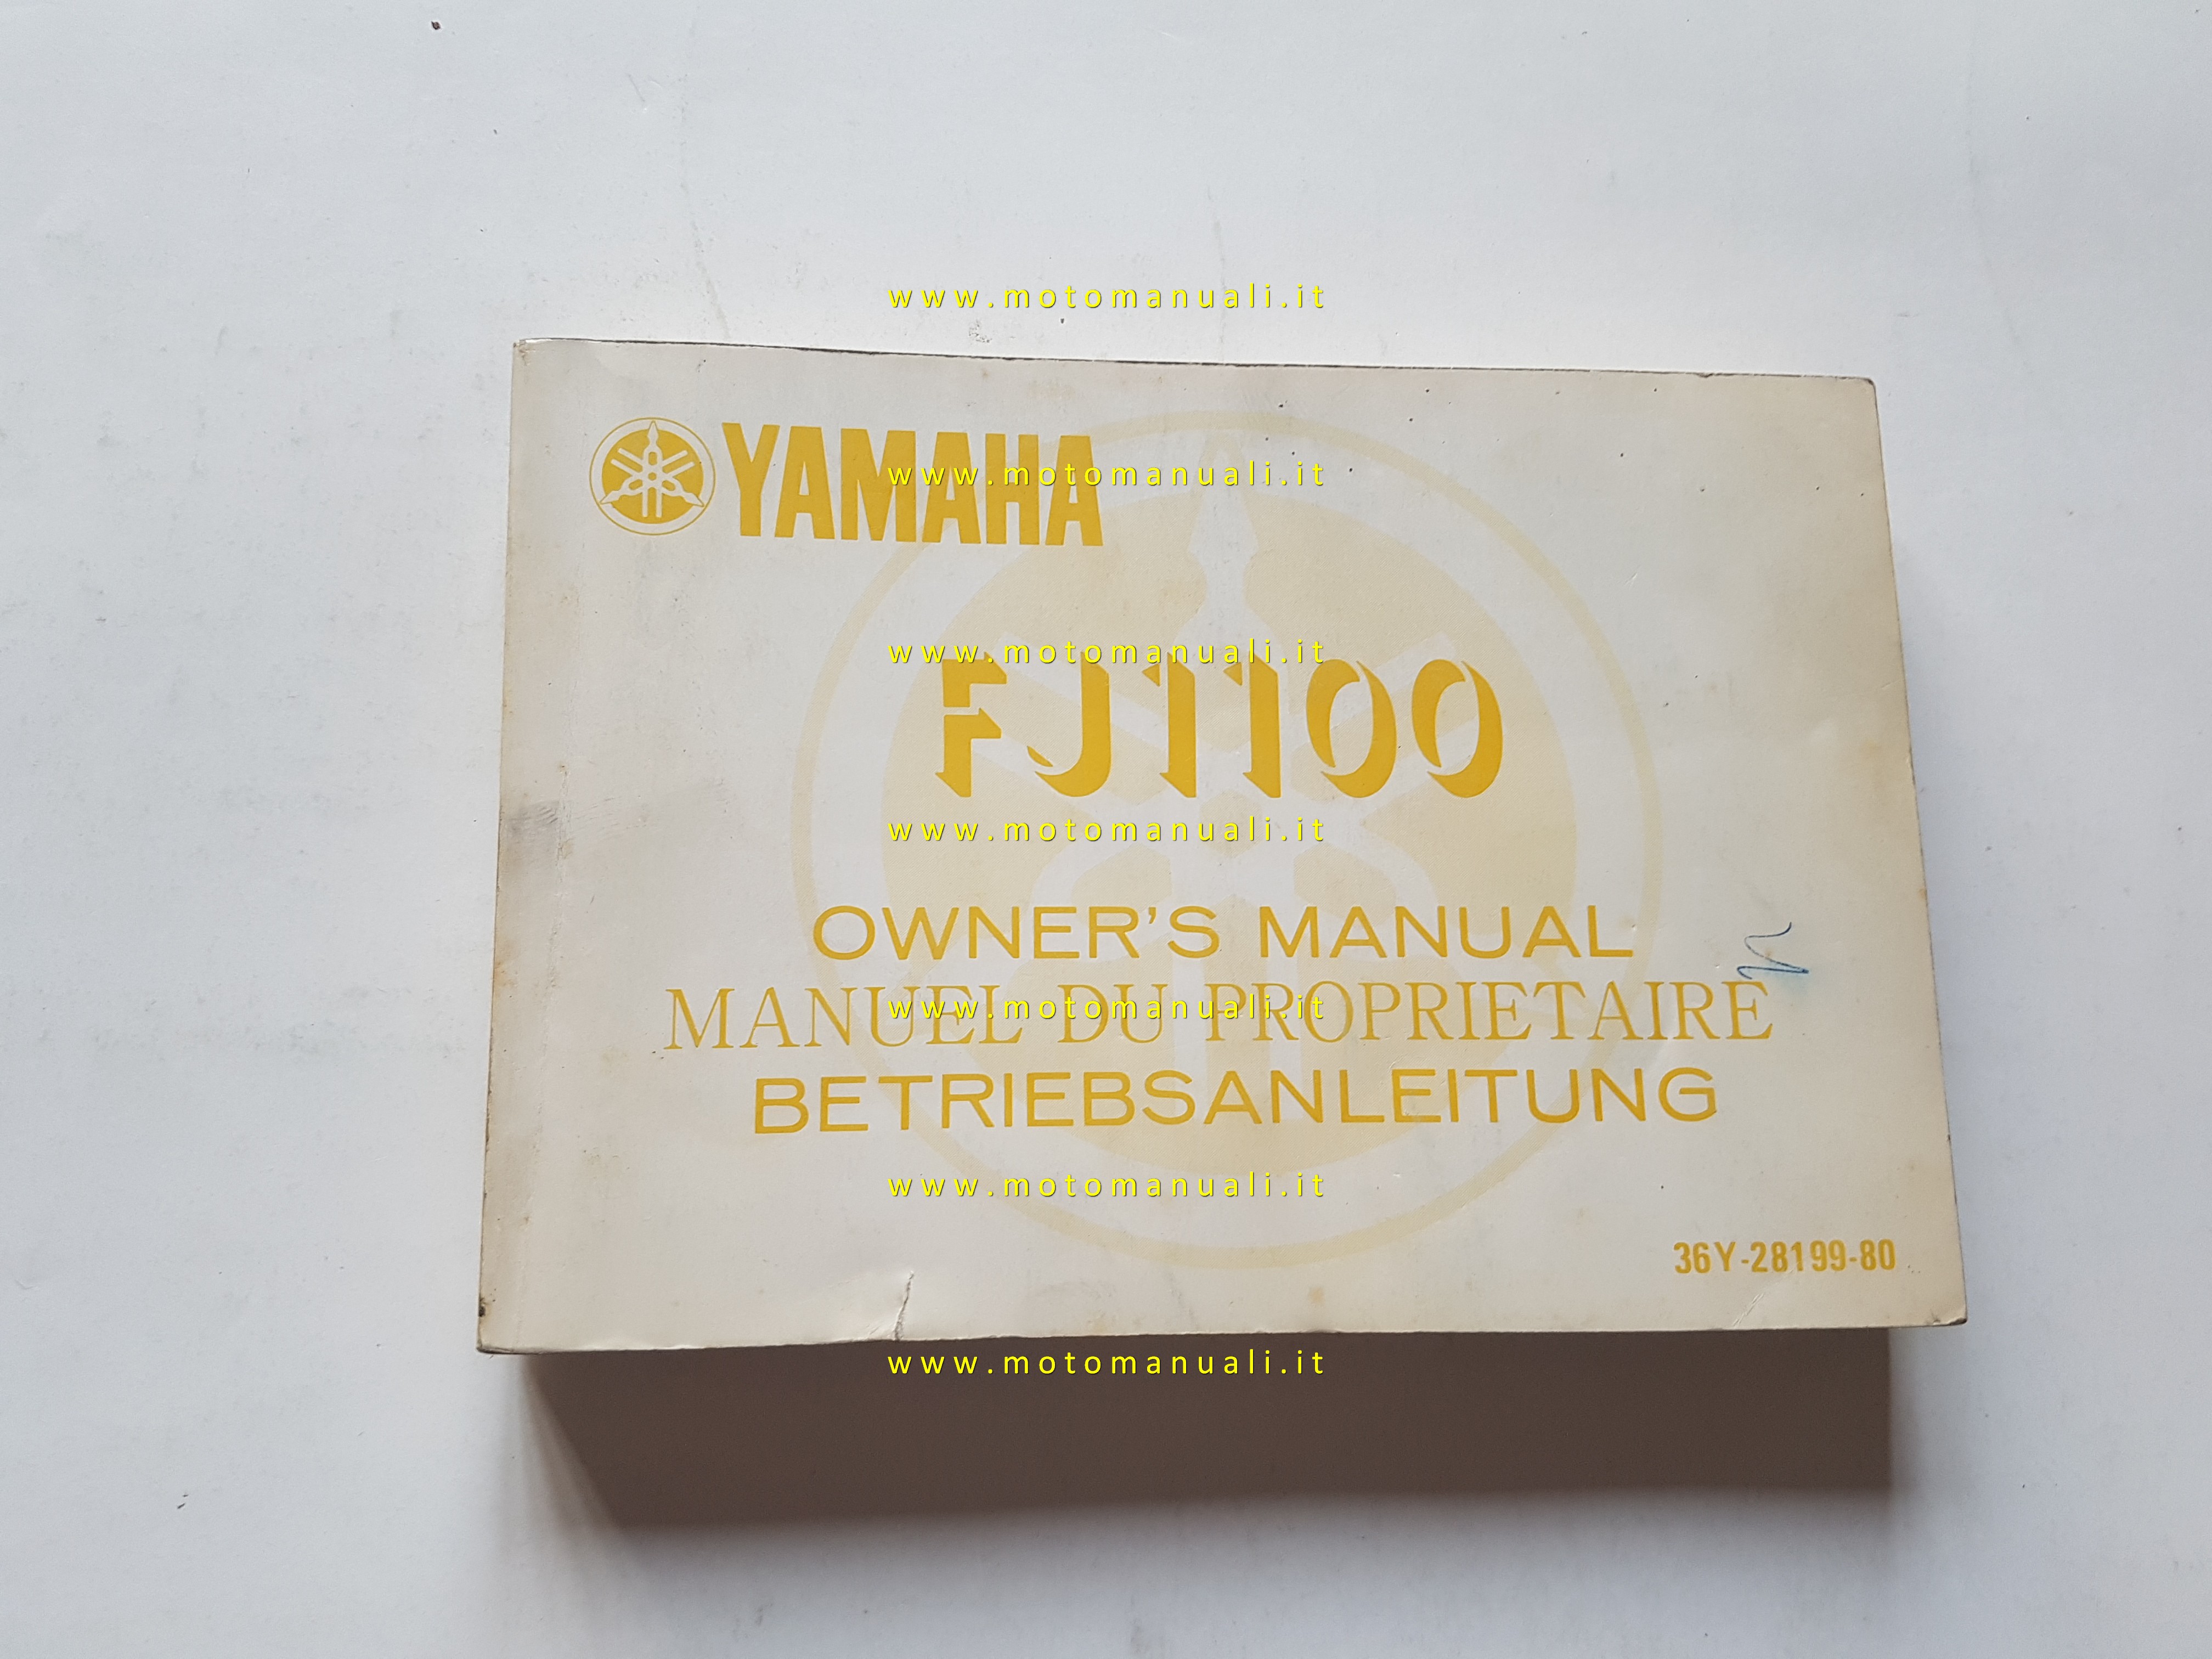 www.motomanuali.it
YAMAHA
www.motomanuali.it
www.motomanuali.it
FJ1100
www.motomanuali.it
OWNER'S MANUAL
MANUEL DU PROPRIETAIRE
www.motomanuali.it
BETRIEBSANLEITUNG
www.motomanuali.it
36Y-28199-80
www.motomanuali.it